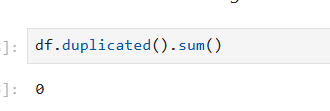 ]: df.duplicated().sum()
]: 0